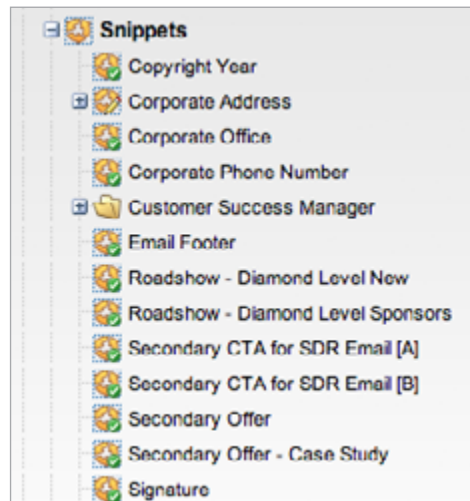 Snippets
Copyright Year
Corporate Address
Corporate Office
Corporate Phone Number
Customer Success Manager
Email Footer
Roadshow - Diamond Level New
Roadshow - Diamond Level Sponsors
Secondary CTA for SDR Email [A]
Secondary CTA for SDR Email [B]
Secondary Offer
Secondary Offer - Case Study
Signature